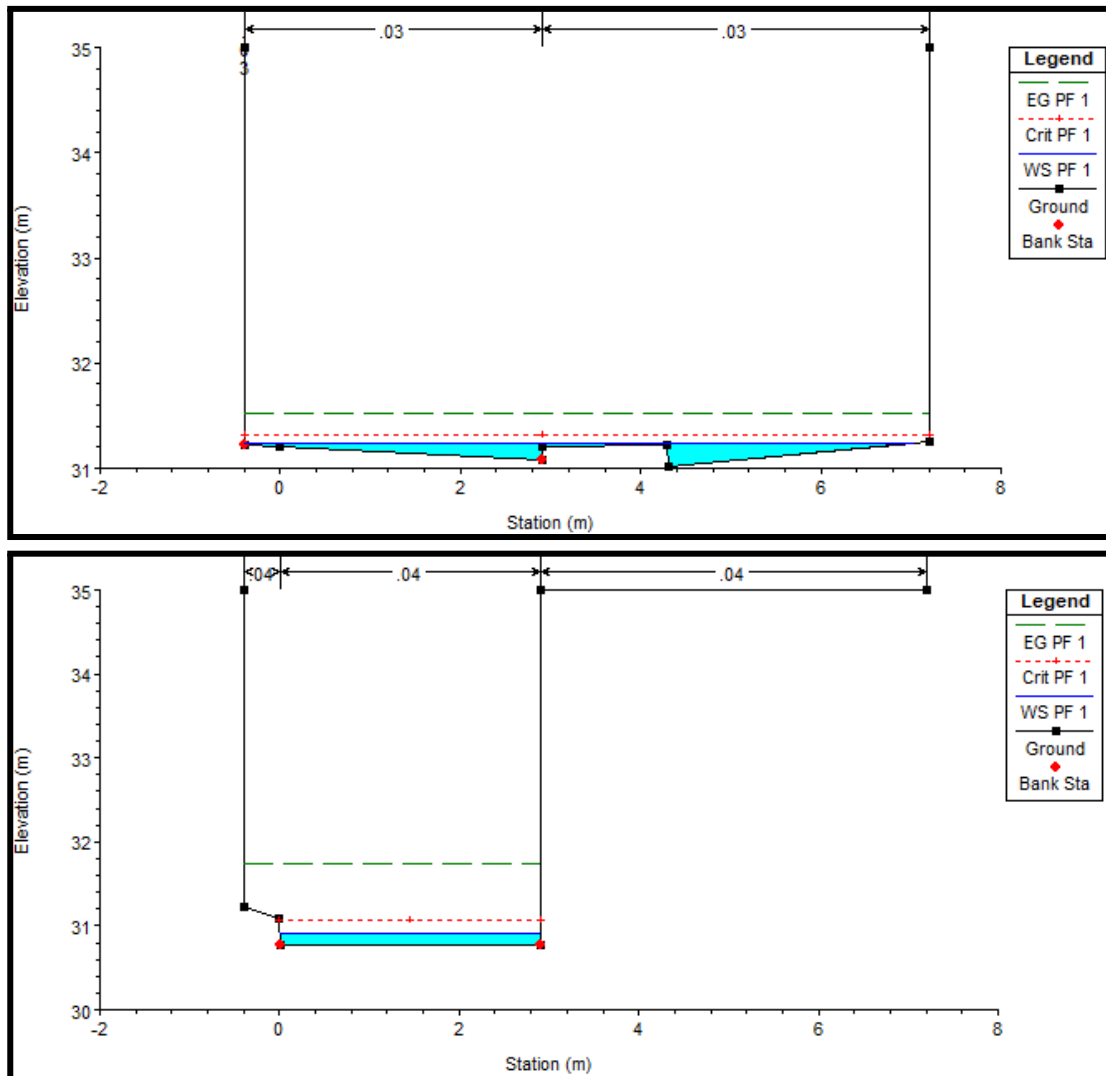 .03 .03
.03
35
34
33
32
31
-2 0 2 4 6 8
Elevation (m)
Station (m)
Legend
EG PF 1
Crit PF 1
WS PF 1
Ground
Bank Sta
.04 .04 .04
35
34
33
32
31
30
-2 0 2 4 6 8
Elevation (m)
Station (m)
Legend
EG PF 1
Crit PF 1
WS PF 1
Ground
Bank Sta